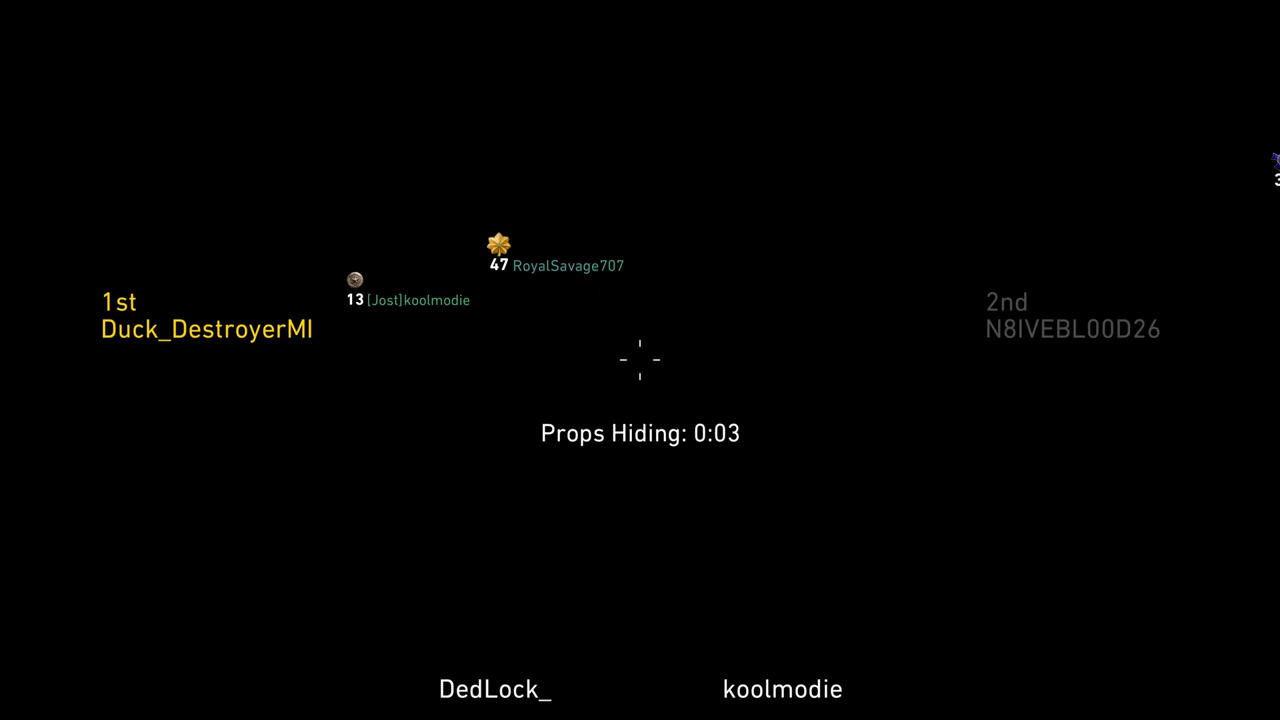 47 RoyalSavage707
13 [Jost]koolmodie
1st
Duck_DestroyerMI
2nd
N8IVEBL00D26
Props Hiding: 0:03
DedLock_
koolmodie